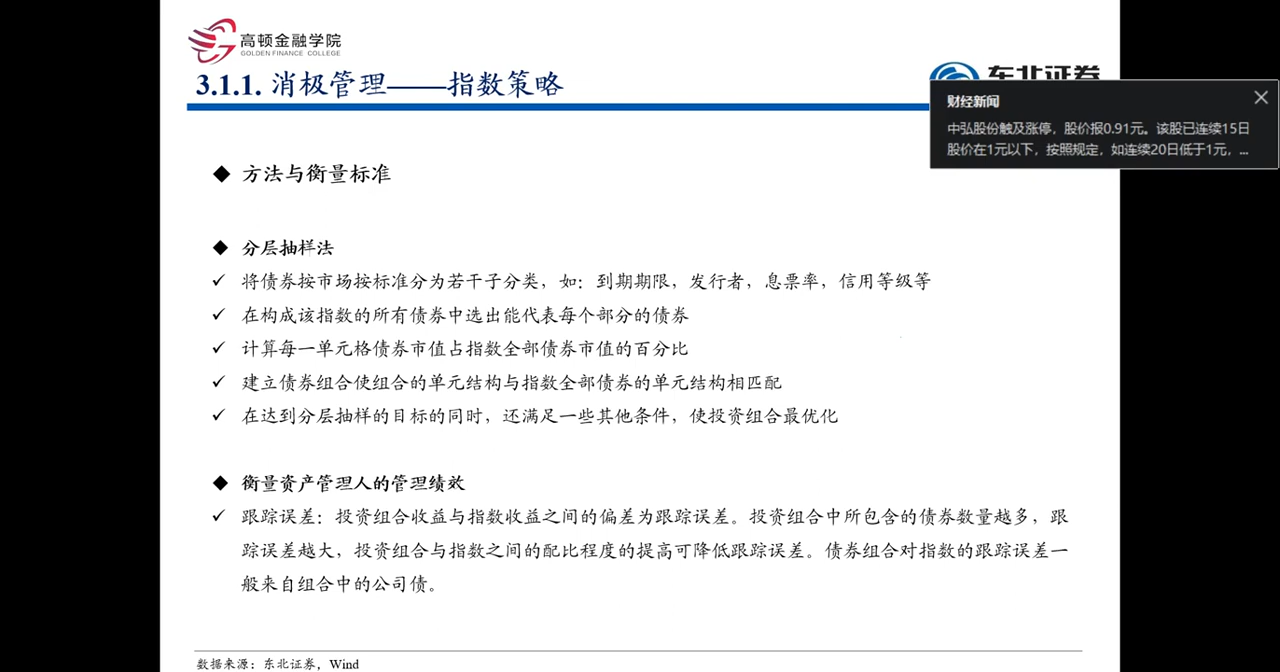 高顿金融学院
GOLDEN FINANCE COLLEGE
3.1.1. 消极管理——指数策略
东北证券
财经新闻
中弘股份触及涨停，股价报0.91元。该股已连续15日
股价在1元以下，按照规定，如连续20日低于1元，...
◆ 方法与衡量标准
◆ 分层抽样法
✓ 将债券按市场按标准分为若干子分类，如：到期期限，发行者，息票率，信用等级等
✓ 在构成该指数的所有债券中选出能代表每个部分的债券
✓ 计算每一单元格债券市值占指数全部债券市值的百分比
✓ 建立债券组合使组合的单元结构与指数全部债券的单元结构相匹配
✓ 在达到分层抽样的目标的同时，还满足一些其他条件，使投资组合最优化
◆ 衡量资产管理人的管理绩效
✓ 跟踪误差：投资组合收益与指数收益之间的偏差为跟踪误差。投资组合中所包含的债券数量越多，跟
踪误差越大，投资组合与指数之间的配比程度的提高可降低跟踪误差。债券组合对指数的跟踪误差一
般来自组合中的公司债。
数据来源：东北证券，Wind